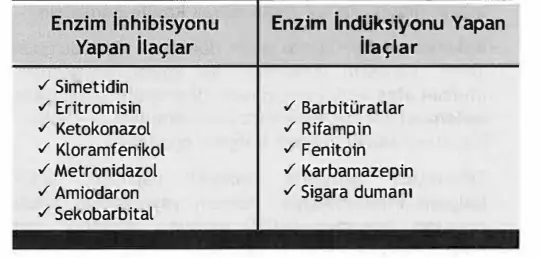 Enzim İnhibisyonu
Yapan İlaçlar
Enzim İndüksiyonu Yapan
İlaçlar
✓ Simetidin
✓ Eritromisin
✓ Ketokonazol
✓ Kloramfenikol
✓ Metronidazol
✓ Amiodaron
✓ Sekobarbital
✓ Barbitüratlar
✓ Rifampin
✓ Fenitoin
✓ Karbamazepin
✓ Sigara dumanı